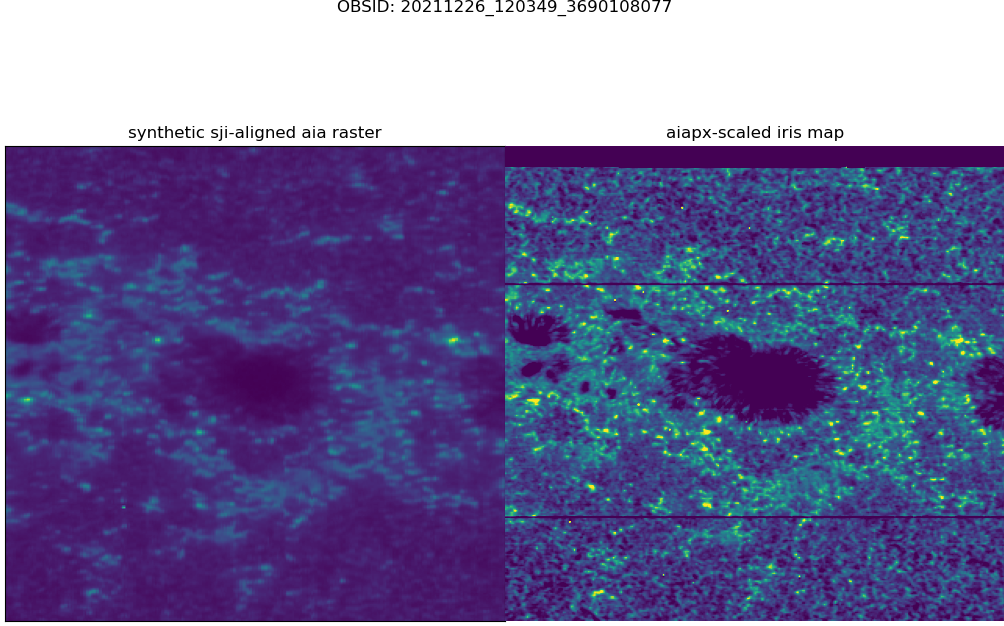 OBSID: 20211226_120349_3690108077
synthetic sji-aligned aia raster
aiapx-scaled iris map